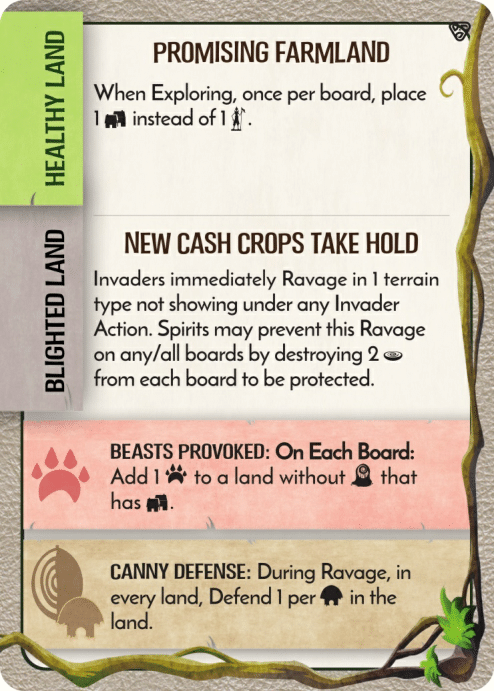 HEALTHY LAND
PROMISING FARMLAND
When Exploring, once per board, place
1 instead of 1 .
BLIGHTED LAND
NEW CASH CROPS TAKE HOLD
Invaders immediately Ravage in 1 terrain
type not showing under any Invader
Action. Spirits may prevent this Ravage
on any/all boards by destroying 2
from each board to be protected.
BEASTS PROVOKED: On Each Board:
Add 1 to a land without that
has .
CANNY DEFENSE: During Ravage, in
every land, Defend 1 per in the
land.